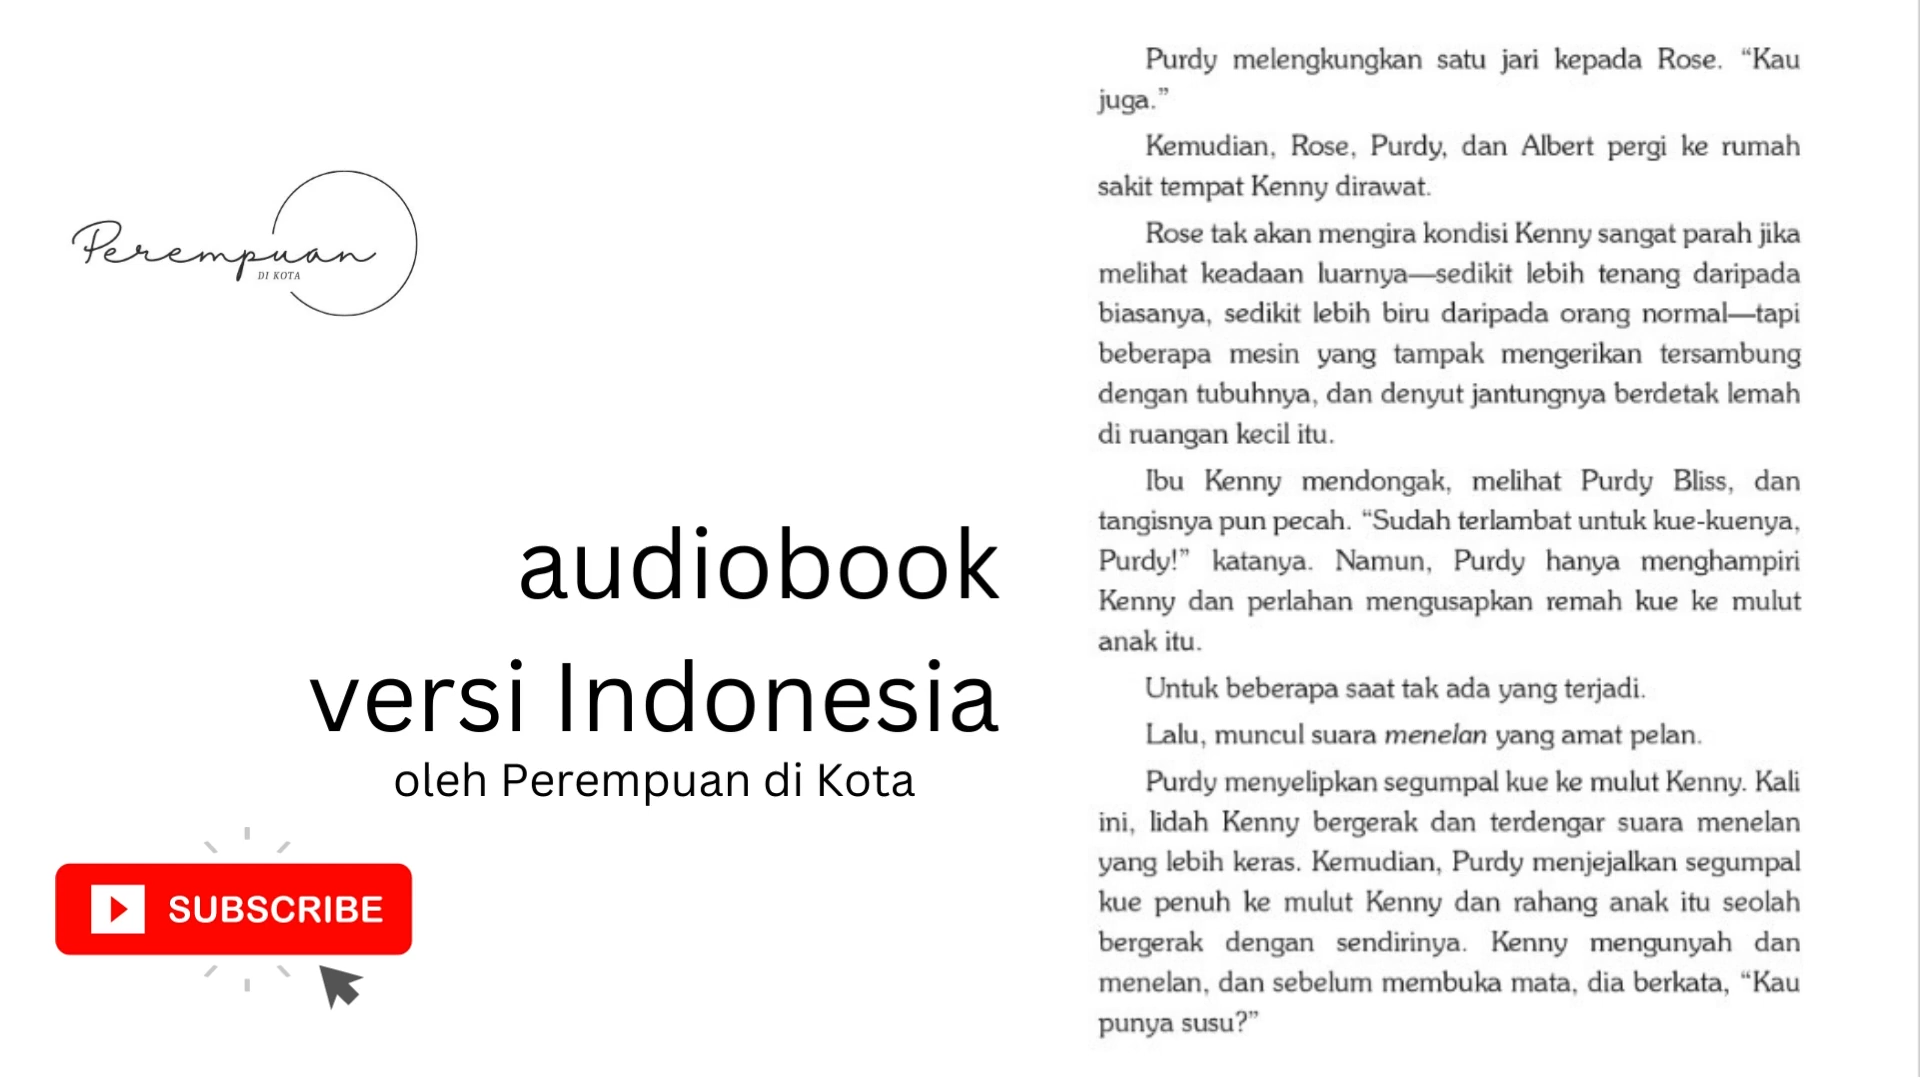 Perempuan
DI KOTA
audiobook
versi Indonesia
oleh Perempuan di Kota
SUBSCRIBE
Purdy melengkungkan satu jari kepada Rose. “Kau
juga.”
Kemudian, Rose, Purdy, dan Albert pergi ke rumah
sakit tempat Kenny dirawat.
Rose tak akan mengira kondisi Kenny sangat parah jika
melihat keadaan luarnya—sedikit lebih tenang daripada
biasanya, sedikit lebih biru daripada orang normal—tapi
beberapa mesin yang tampak mengerikan tersambung
dengan tubuhnya, dan denyut jantungnya berdetak lemah
di ruangan kecil itu.
Ibu Kenny mendongak, melihat Purdy Bliss, dan
tangisnya pun pecah. “Sudah terlambat untuk kue-kuenya,
Purdy!” katanya. Namun, Purdy hanya menghampiri
Kenny dan perlahan mengusapkan remah kue ke mulut
anak itu.
Untuk beberapa saat tak ada yang terjadi.
Lalu, muncul suara menelan yang amat pelan.
Purdy menyelipkan segumpal kue ke mulut Kenny. Kali
ini, lidah Kenny bergerak dan terdengar suara menelan
yang lebih keras. Kemudian, Purdy menjejalkan segumpal
kue penuh ke mulut Kenny dan rahang anak itu seolah
bergerak dengan sendirinya. Kenny mengunyah dan
menelan, dan sebelum membuka mata, dia berkata, “Kau
punya susu?”